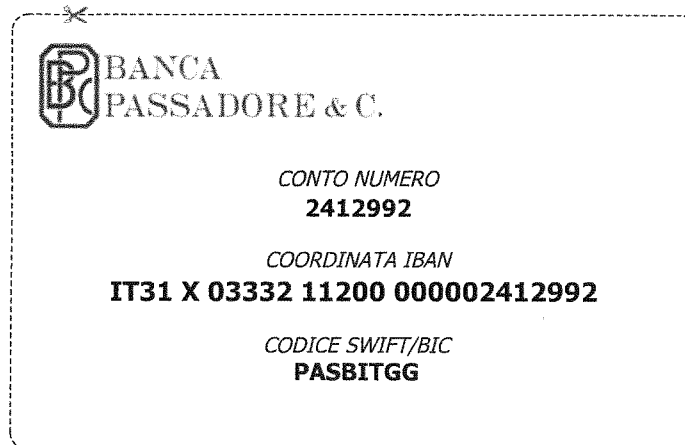 BANCA
PASSADORE & C.
CONTO NUMERO
2412992
COORDINATA IBAN
IT31 X 03332 11200 000002412992
CODICE SWIFT/BIC
PASBITGG